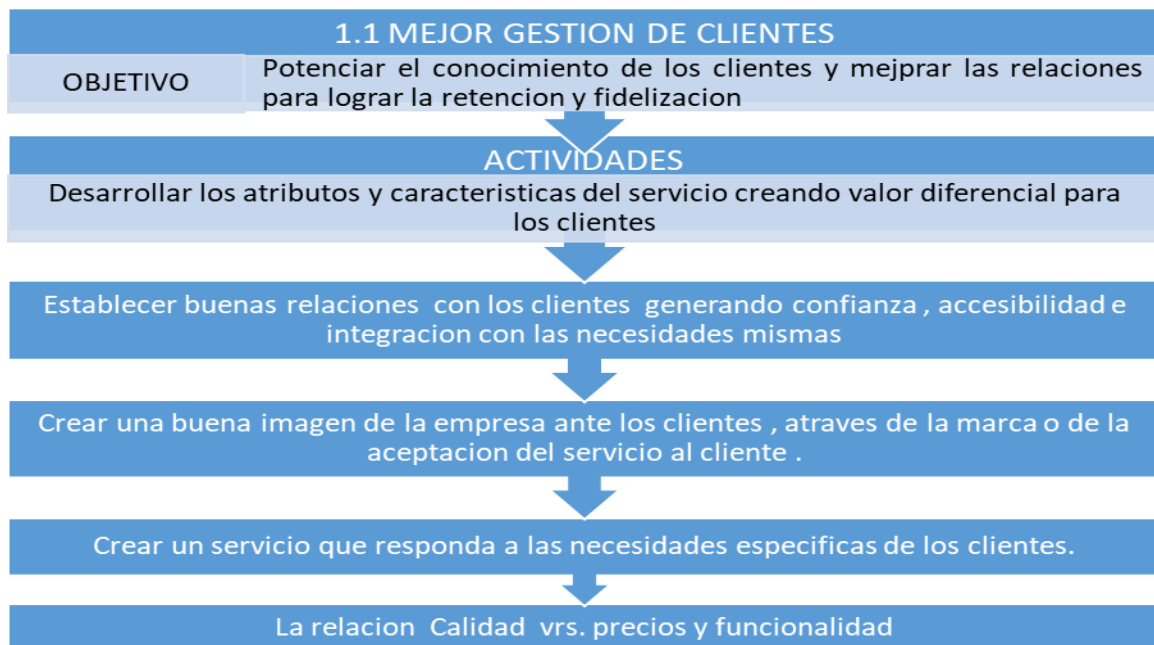 1.1 MEJOR GESTION DE CLIENTES
OBJETIVO
Potenciar el conocimiento de los clientes y mejprar las relaciones
para lograr la retencion y fidelizacion
ACTIVIDADES
Desarrollar los atributos y caracteristicas del servicio creando valor diferencial para
los clientes
Establecer buenas relaciones con los clientes generando confianza , accesibilidad e
integracion con las necesidades mismas
Crear una buena imagen de la empresa ante los clientes , atraves de la marca o de la
aceptacion del servicio al cliente .
Crear un servicio que responda a las necesidades especificas de los clientes.
La relacion Calidad vrs. precios y funcionalidad